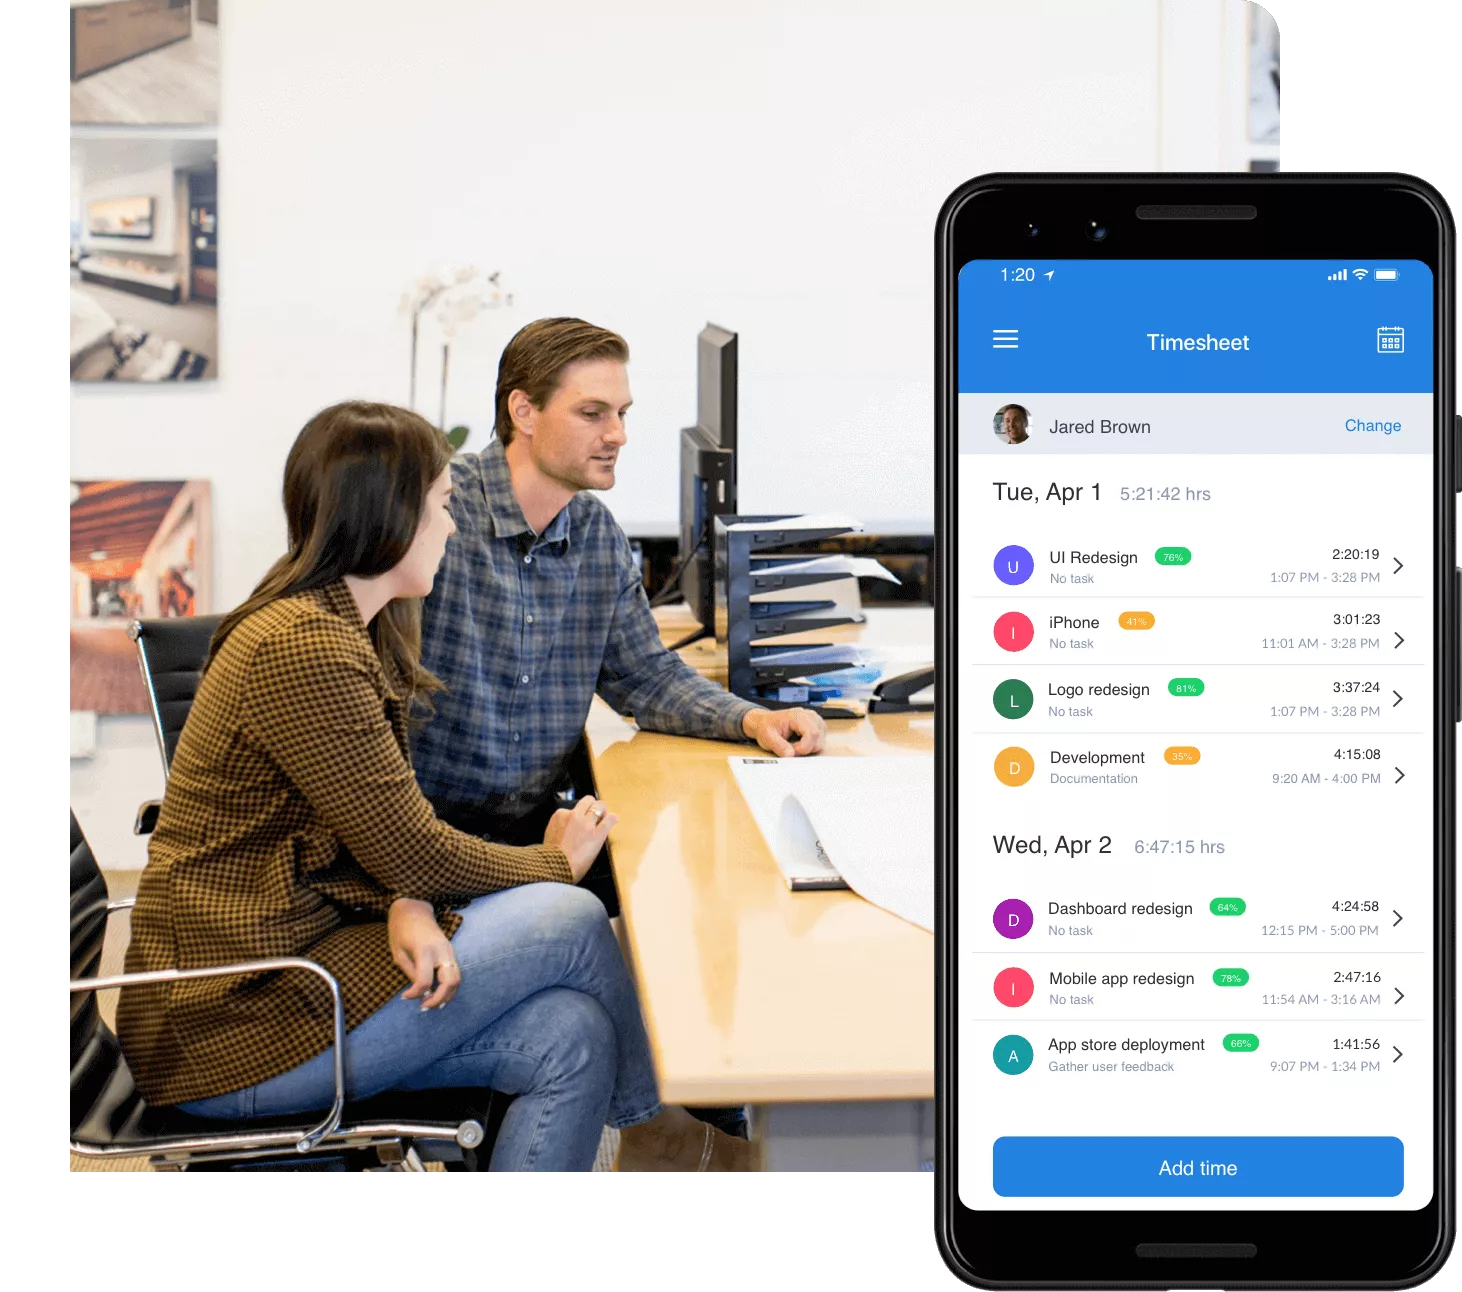 1:20
Timesheet
Jared Brown Change
Tue, Apr 1 5:21:42 hrs
U UI Redesign 76% 2:20:19
No task 1:07 PM - 3:28 PM
I iPhone 41% 3:01:23
No task 11:01 AM - 3:28 PM
L Logo redesign 81% 3:37:24
No task 1:07 PM - 3:28 PM
D Development 35% 4:15:08
Documentation 9:20 AM - 4:00 PM
Wed, Apr 2 6:47:15 hrs
D Dashboard redesign 64% 4:24:58
No task 12:15 PM - 5:00 PM
I Mobile app redesign 78% 2:47:16
No task 11:54 AM - 3:16 AM
A App store deployment 66% 1:41:56
Gather user feedback 9:07 PM - 1:34 PM
Add time